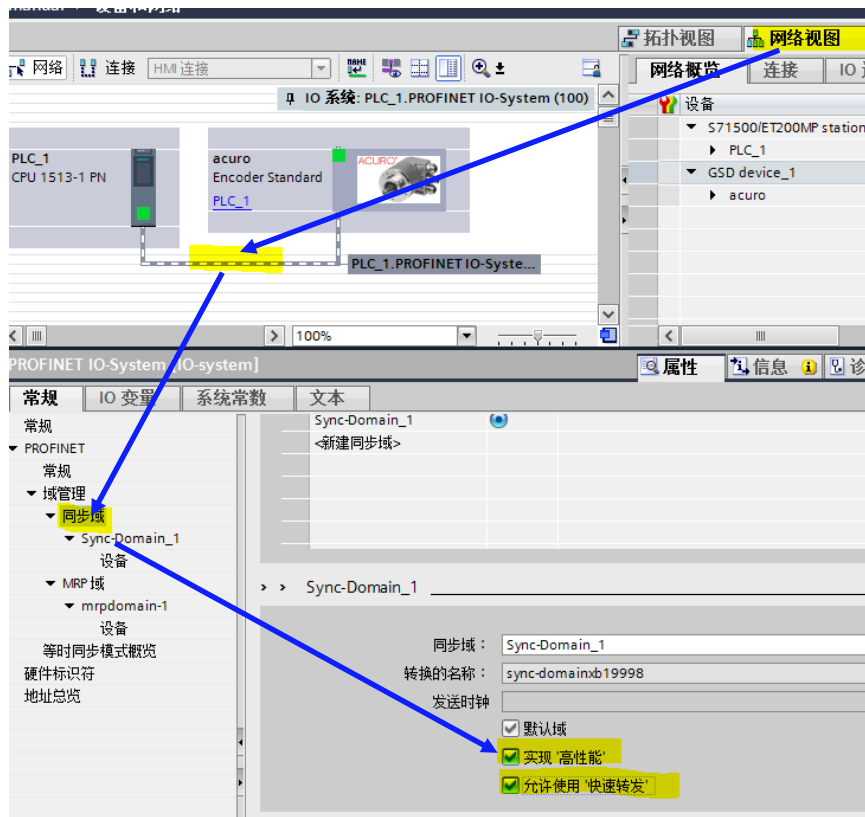 拓扑视图 网络视图
网络 连接 HMI 连接
网络概览 连接 IO
IO 系统: PLC_1.PROFINET IO-System (100)
设备
S71500/ET200MP station
PLC_1
GSD device_1
acuro
PLC_1
CPU 1513-1 PN
acuro
Encoder Standard
PLC_1
ACURO
PLC_1.PROFINET IO-Syste...
100%
PROFINET IO-System [IO-system]
属性 信息 诊
常规 IO 变量 系统常数 文本
常规
PROFINET
常规
域管理
同步域
Sync-Domain_1
设备
MRP 域
mrpdomain-1
设备
等时同步模式概览
硬件标识符
地址总览
Sync-Domain_1
<新建同步域>
> > Sync-Domain_1
同步域： Sync-Domain_1
转换的名称： sync-domainxb19998
发送时钟
默认域
实现 '高性能'
允许使用 '快速转发'